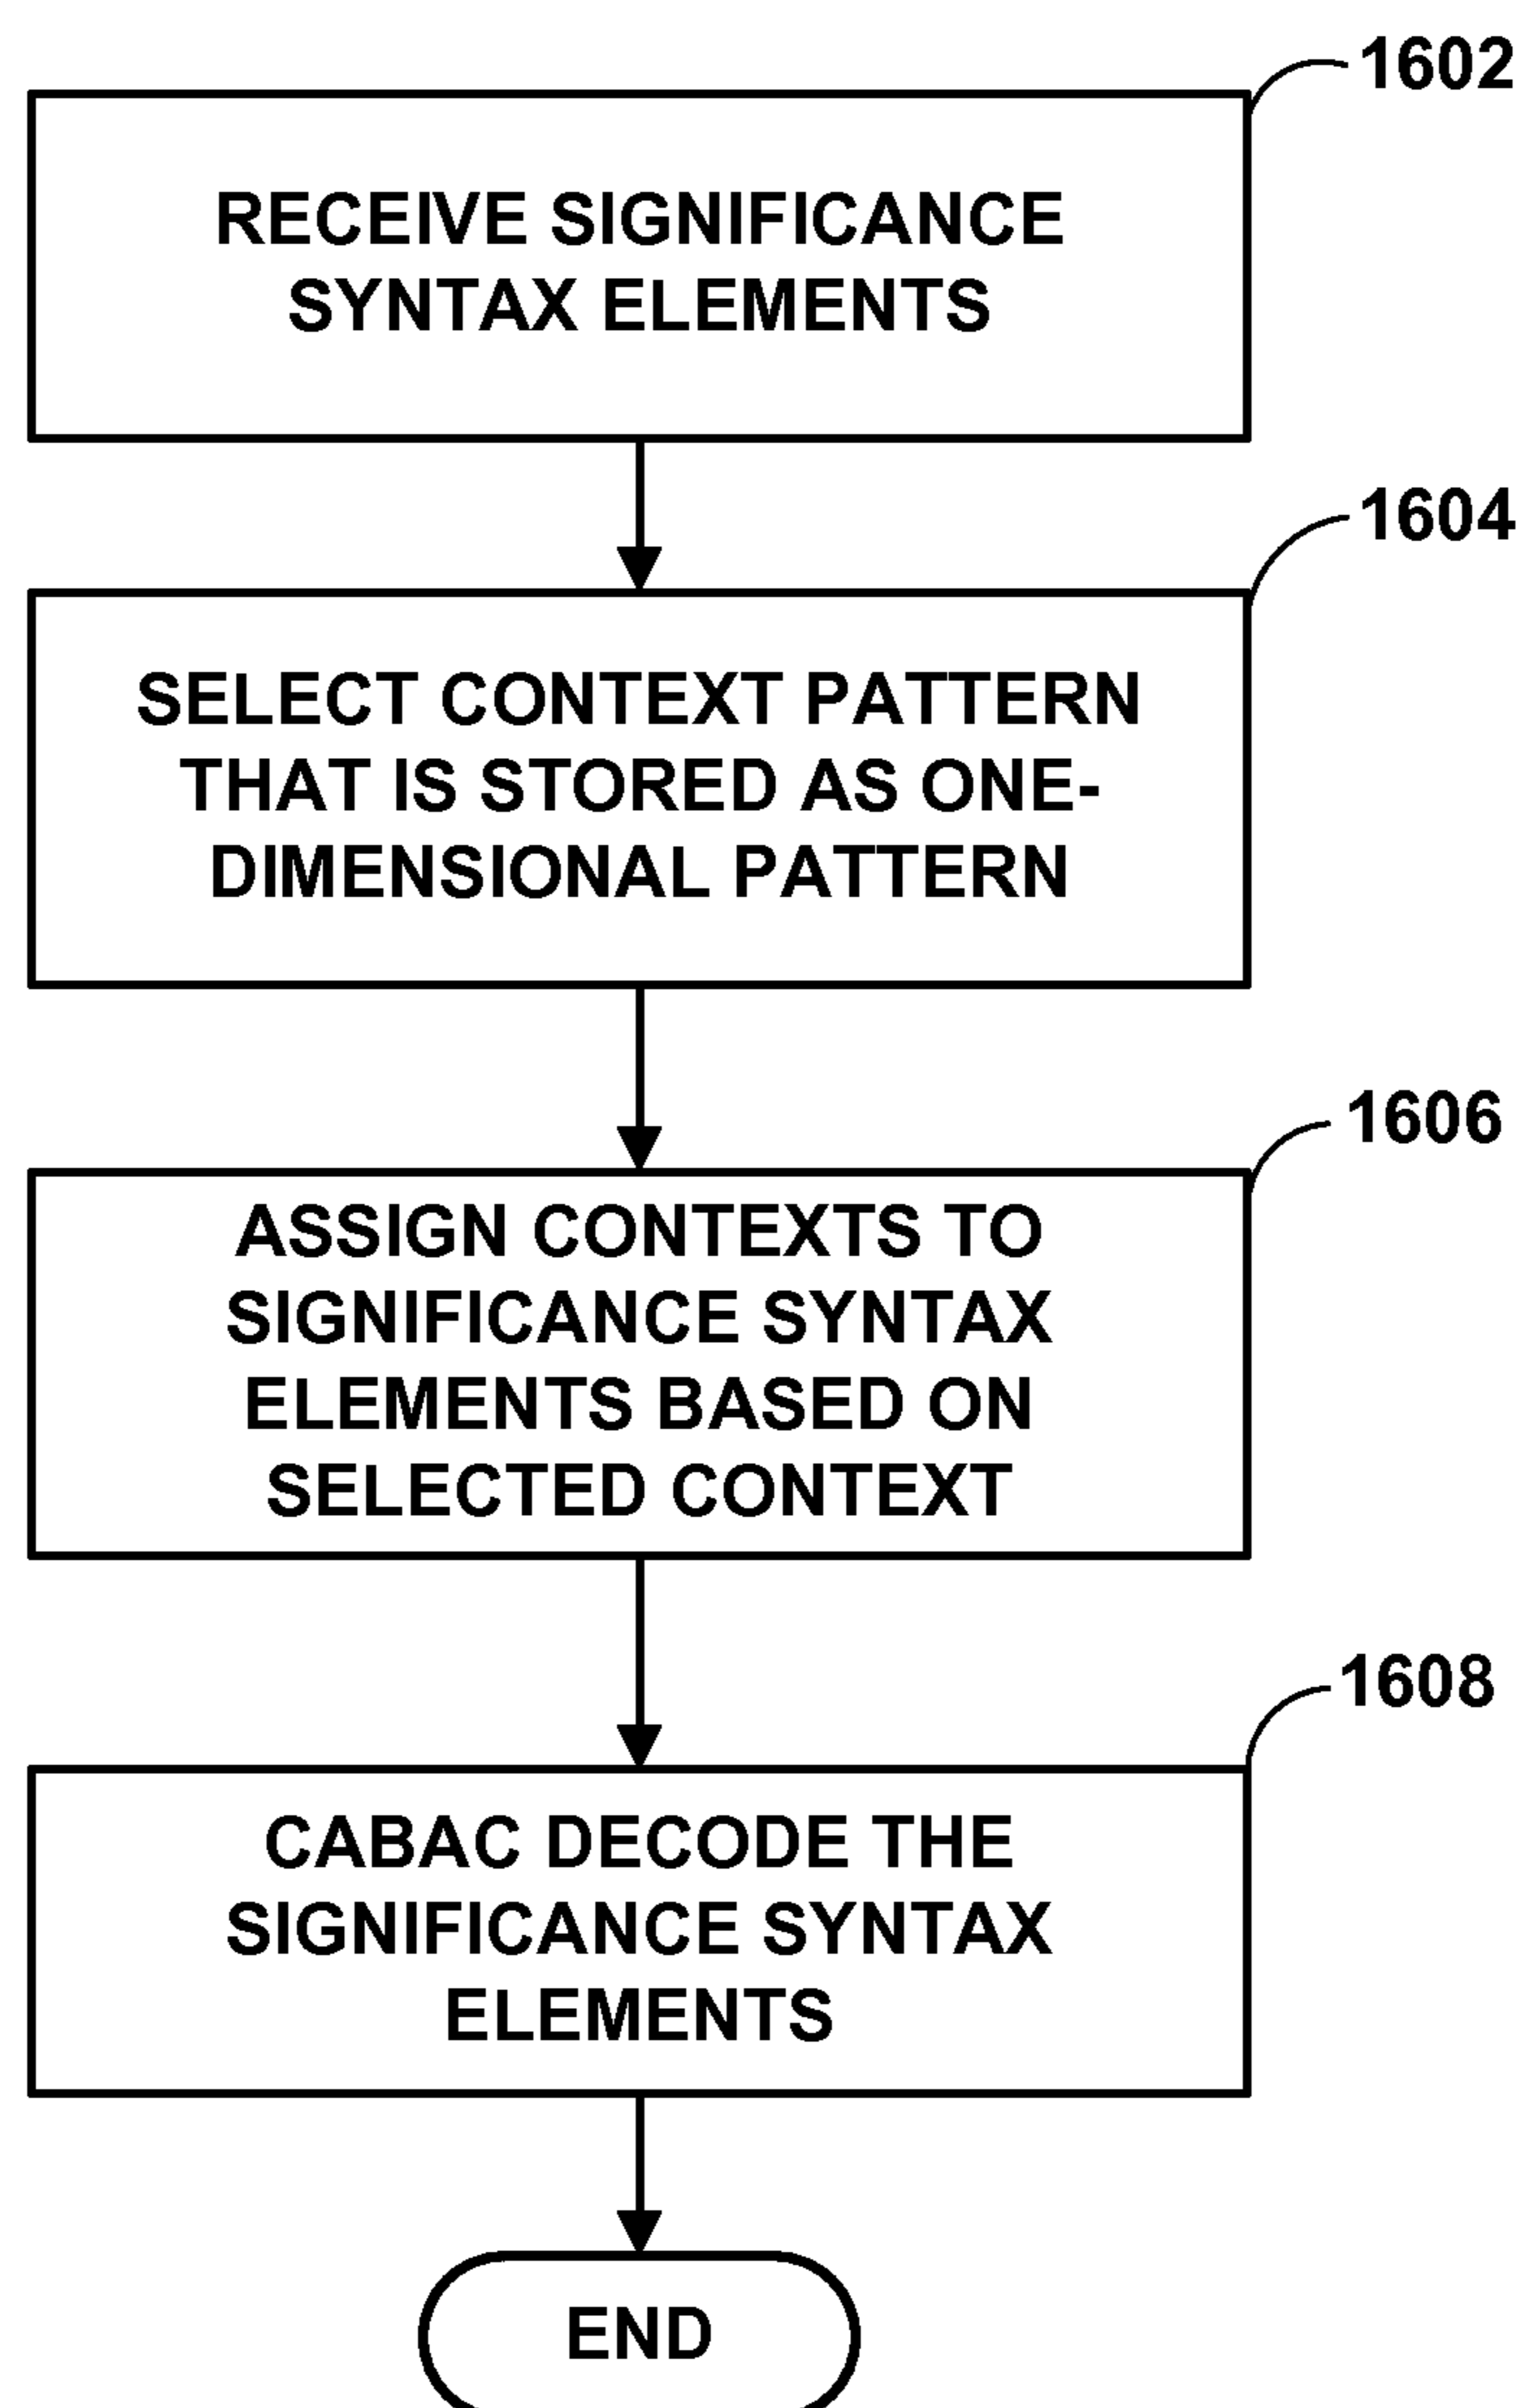 1602
RECEIVE SIGNIFICANCE
SYNTAX ELEMENTS
1604
SELECT CONTEXT PATTERN
THAT IS STORED AS ONE-
DIMENSIONAL PATTERN
1606
ASSIGN CONTEXTS TO
SIGNIFICANCE SYNTAX
ELEMENTS BASED ON
SELECTED CONTEXT
1608
CABAC DECODE THE
SIGNIFICANCE SYNTAX
ELEMENTS
END